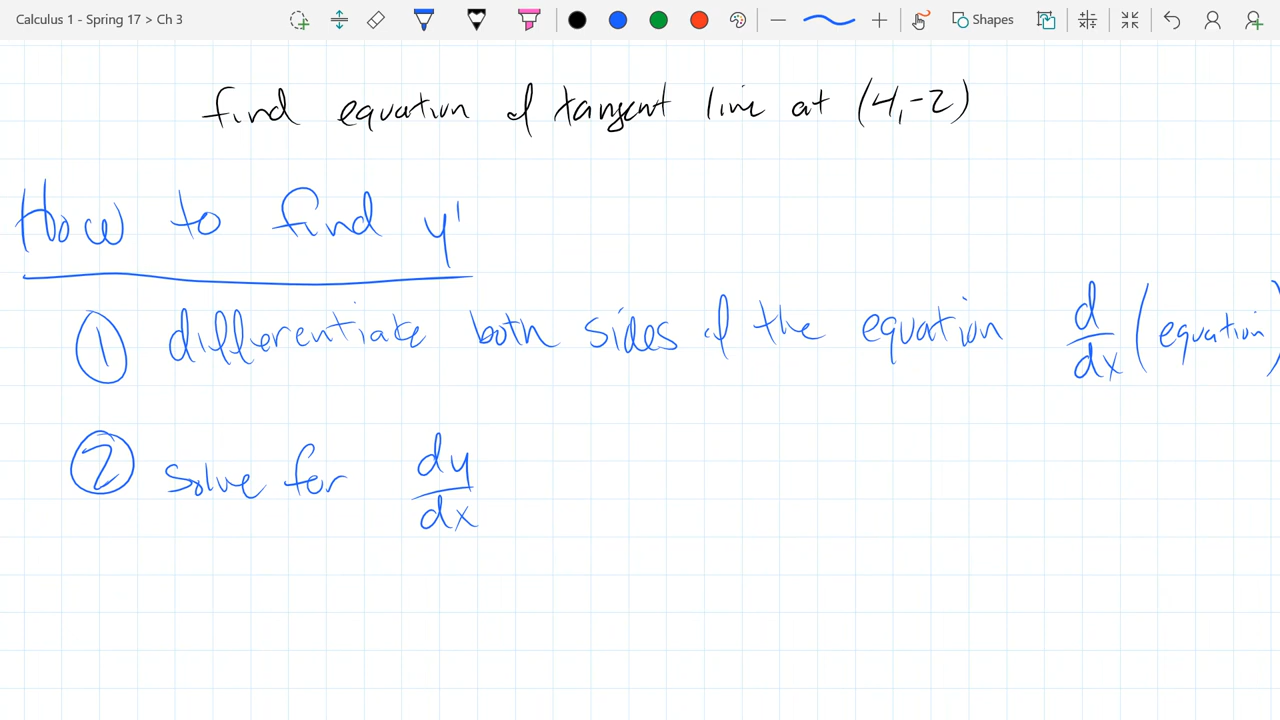 Calculus 1 - Spring 17 > Ch 3
Shapes
find equation of tangent line at (4,-2)
How to find y'
① differentiate both sides of the equation d/dx (equation)
② solve for dy/dx